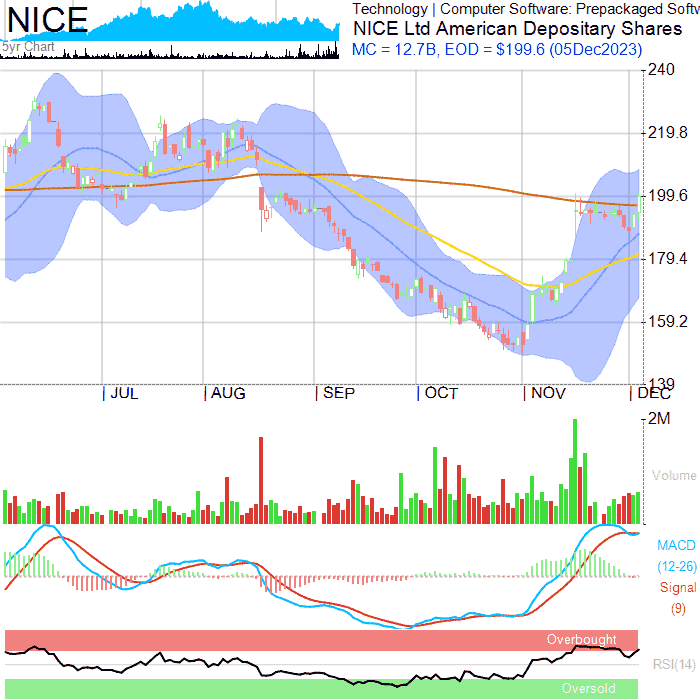 NICE
5yr Chart
Technology | Computer Software: Prepackaged Softw
NICE Ltd American Depositary Shares
MC = 12.7B, EOD = $199.6 (05Dec2023)
240
219.8
199.6
179.4
159.2
139
JUL
AUG
SEP
OCT
NOV
DEC
2M
Volume
MACD
(12-26)
Signal
(9)
Overbought
RSI(14)
Oversold